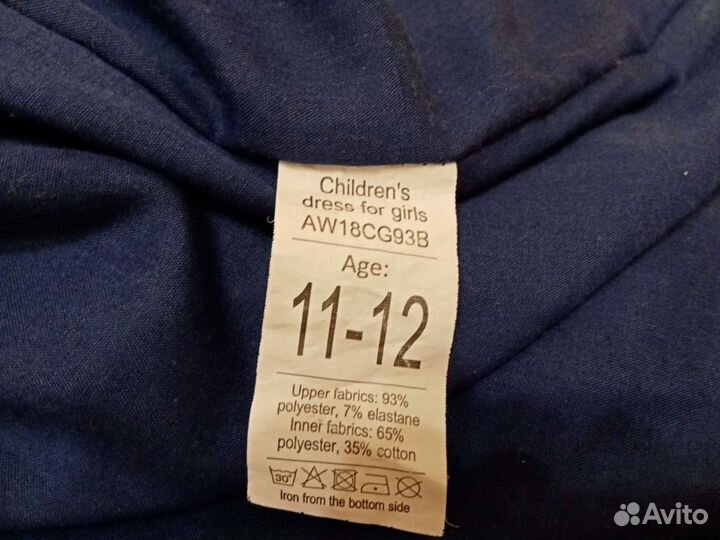 Children's
dress for girls
AW18CG93B
Age:
11-12
Upper fabrics: 93%
polyester, 7% elastane
Inner fabrics: 65%
polyester, 35% cotton
30°
Iron from the bottom side
Avito